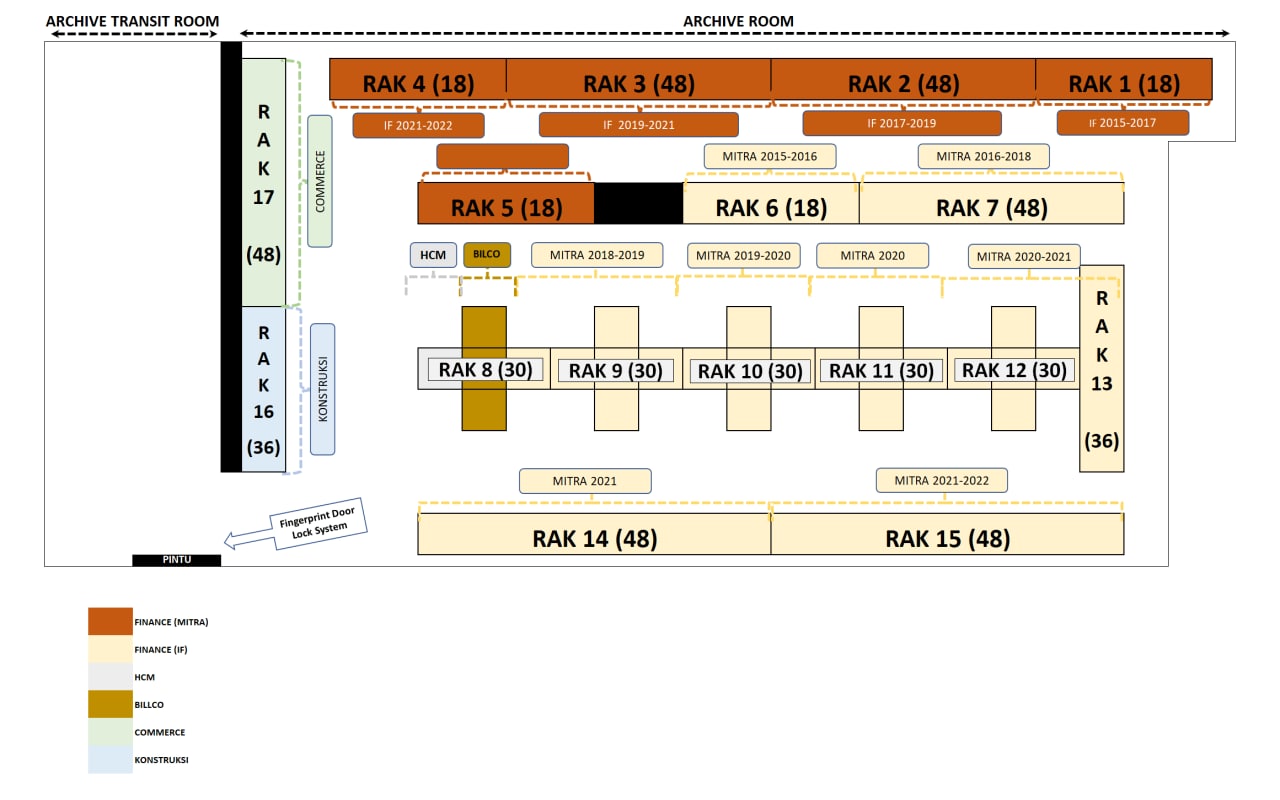 ARCHIVE TRANSIT ROOM
ARCHIVE ROOM
RAK 4 (18)
RAK 3 (48)
RAK 2 (48)
RAK 1 (18)
IF 2021-2022
IF 2019-2021
IF 2017-2019
IF 2015-2017
R
A
K
17
(48)
COMMERCE
MITRA 2015-2016
MITRA 2016-2018
RAK 5 (18)
RAK 6 (18)
RAK 7 (48)
HCM
BILCO
MITRA 2018-2019
MITRA 2019-2020
MITRA 2020
MITRA 2020-2021
R
A
K
16
(36)
KONSTRUKSI
RAK 8 (30)
RAK 9 (30)
RAK 10 (30)
RAK 11 (30)
RAK 12 (30)
R
A
K
13
(36)
MITRA 2021
MITRA 2021-2022
RAK 14 (48)
RAK 15 (48)
Fingerprint Door
Lock System
PINTU
FINANCE (MITRA)
FINANCE (IF)
HCM
BILLCO
COMMERCE
KONSTRUKSI